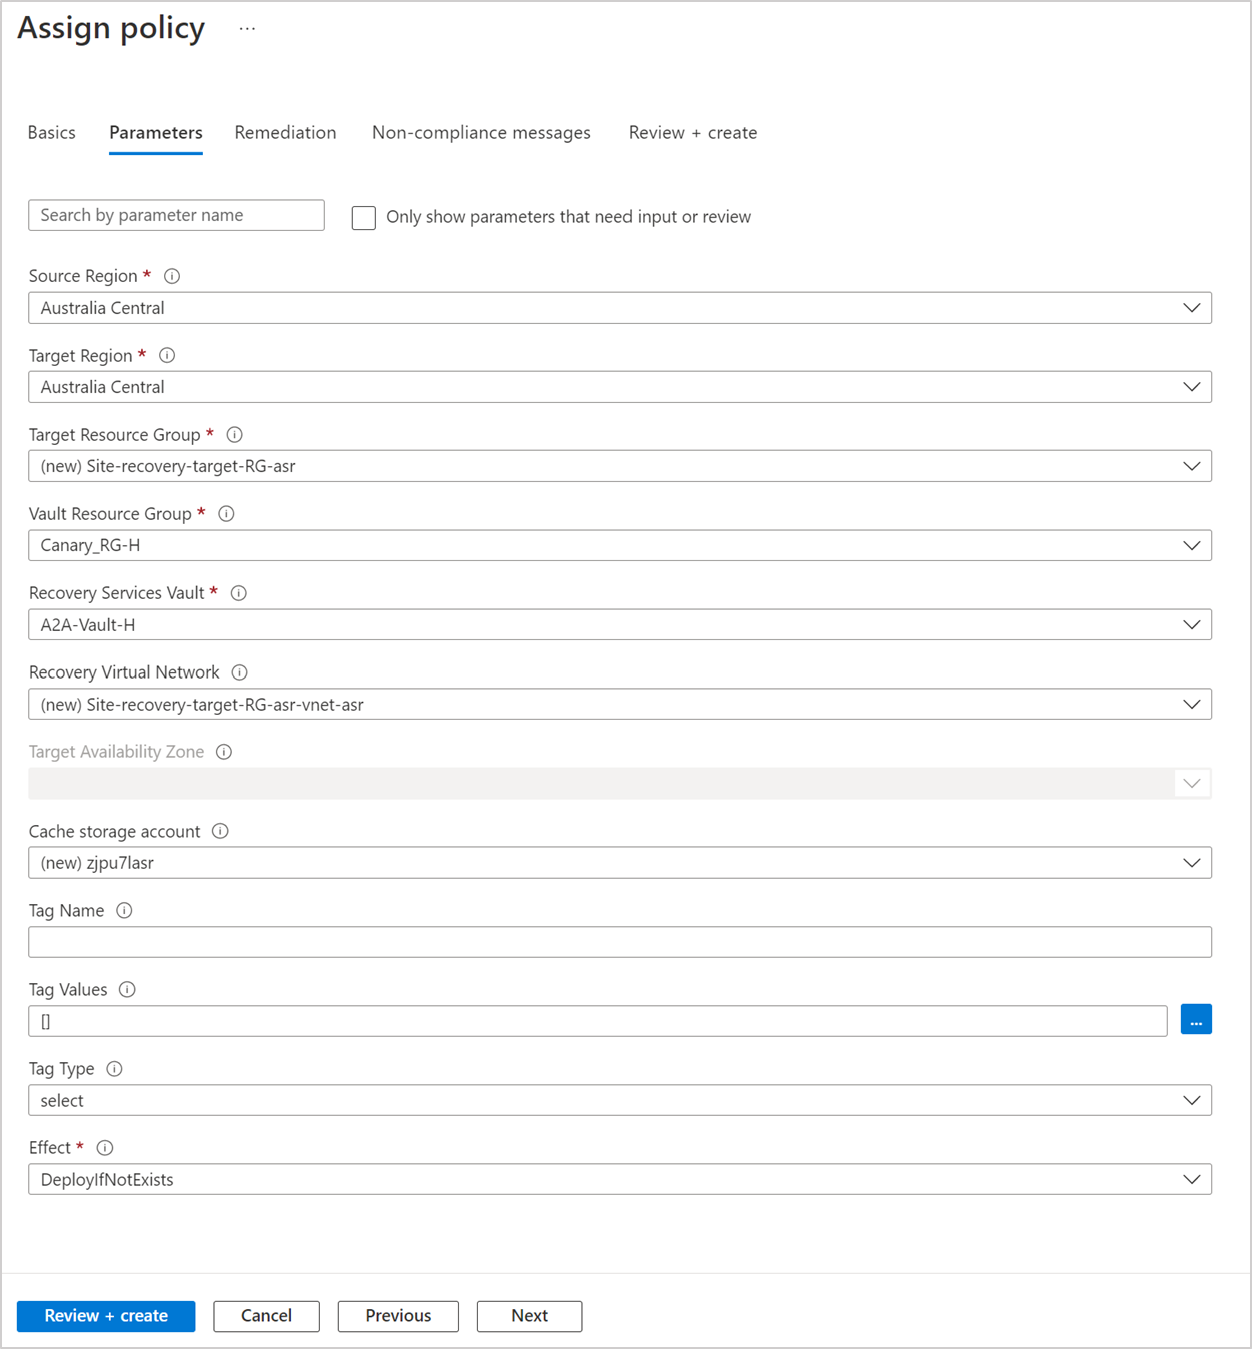 Assign policy ...
Basics Parameters Remediation Non-compliance messages Review + create
Search by parameter name Only show parameters that need input or review
Source Region *
Australia Central
Target Region *
Australia Central
Target Resource Group *
(new) Site-recovery-target-RG-asr
Vault Resource Group *
Canary_RG-H
Recovery Services Vault *
A2A-Vault-H
Recovery Virtual Network
(new) Site-recovery-target-RG-asr-vnet-asr
Target Availability Zone
Cache storage account
(new) zjpu7lasr
Tag Name
Tag Values
[] ...
Tag Type
select
Effect *
DeployIfNotExists
Review + create Cancel Previous Next